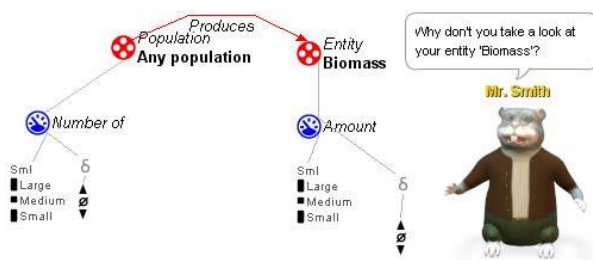 Produces
Population
Any population
Entity
Biomass
Number of
Amount
Sml
Large
Medium
Small
δ
ø
Sml
Large
Medium
Small
δ
ø
Why don't you take a look at
your entity 'Biomass'?
Mr. Smith